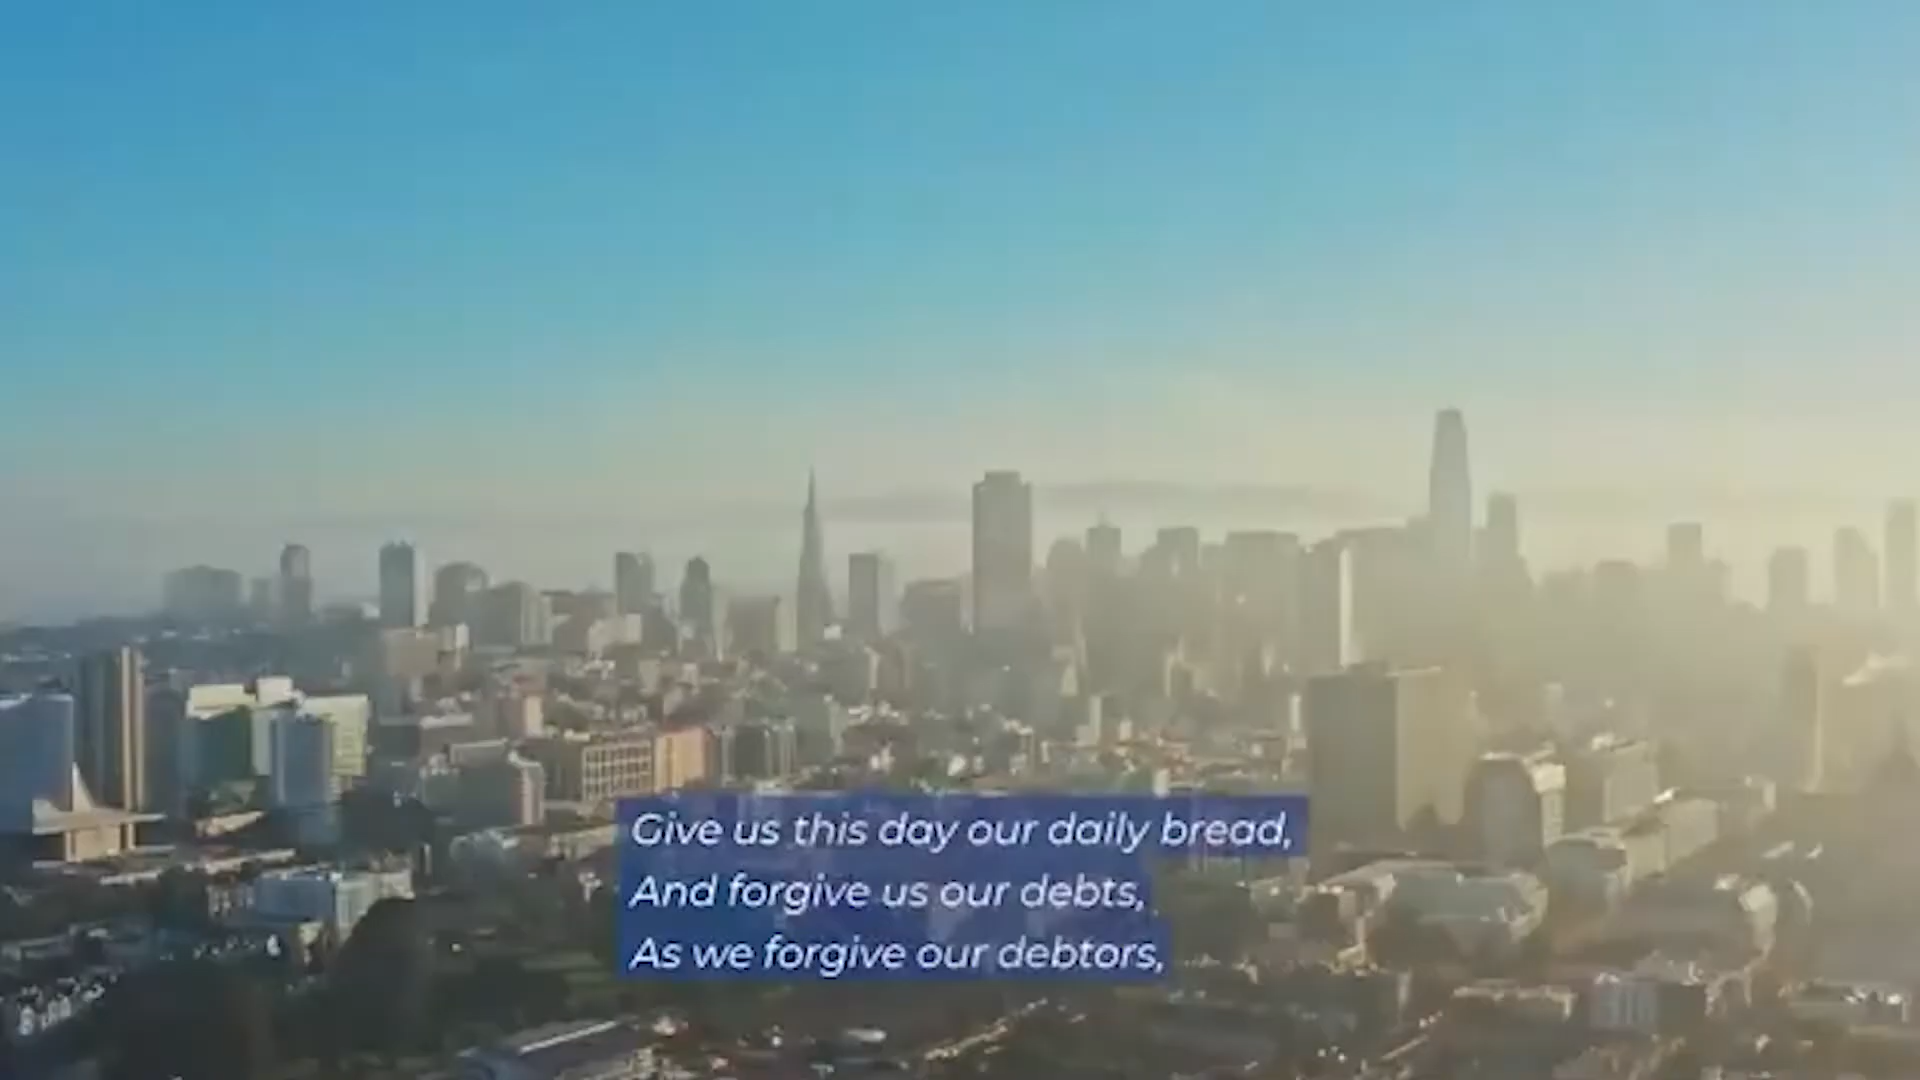 Give us this day our daily bread,
And forgive us our debts,
As we forgive our debtors,